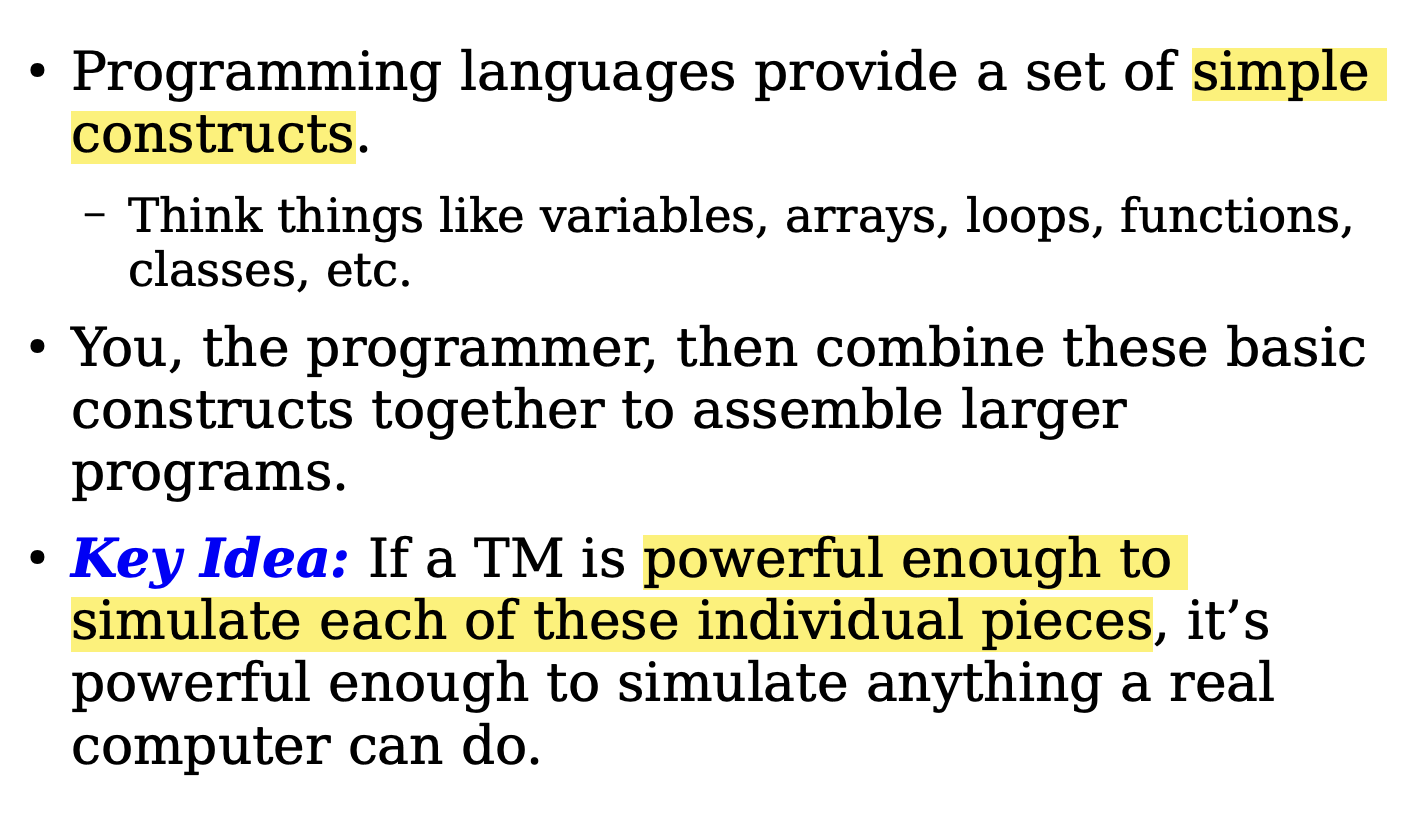 • Programming languages provide a set of simple
constructs.
– Think things like variables, arrays, loops, functions,
classes, etc.
• You, the programmer, then combine these basic
constructs together to assemble larger
programs.
• Key Idea: If a TM is powerful enough to
simulate each of these individual pieces, it’s
powerful enough to simulate anything a real
computer can do.